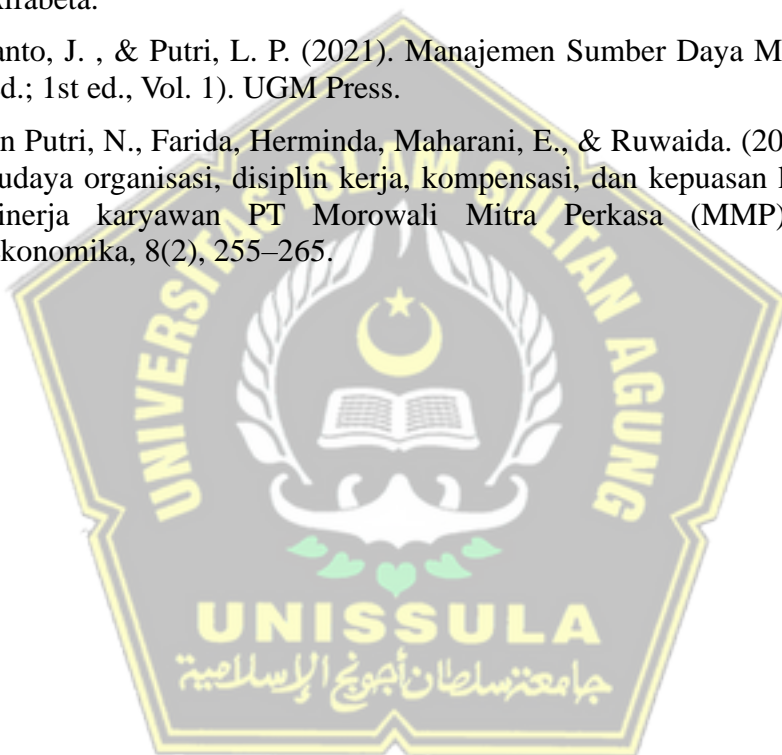 lfabeta.
anto, J. , & Putri, L. P. (2021). Manajemen Sumber Daya M
d.; 1st ed., Vol. 1). UGM Press.
n Putri, N., Farida, Herminda, Maharani, E., & Ruwaida. (20
udaya organisasi, disiplin kerja, kompensasi, dan kepuasan
inerja karyawan PT Morowali Mitra Perkasa (MMP)
konomika, 8(2), 255–265.
UNIVERSITAS ISLAM SULTAN AGUNG
UNISSULA
جامعة سلطان أجونج الإسلامية